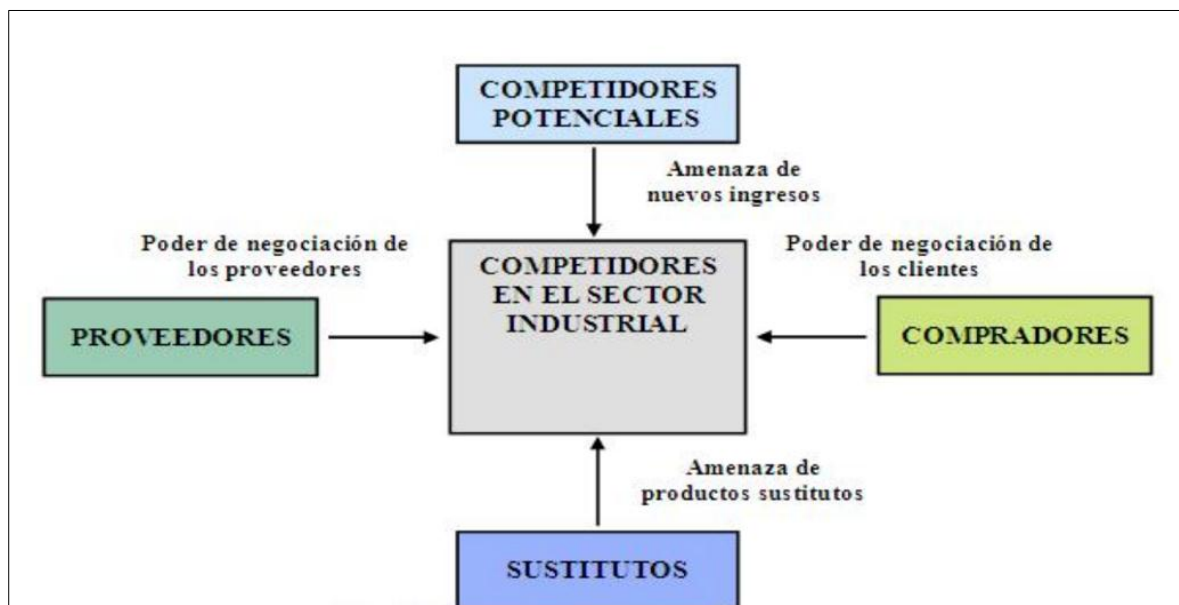 COMPETIDORES
POTENCIALES
Amenaza de
nuevos ingresos
Poder de negociación de
los proveedores
COMPETIDORES
EN EL SECTOR
INDUSTRIAL
Poder de negociación de
los clientes
PROVEEDORES
COMPRADORES
Amenaza de
productos sustitutos
SUSTITUTOS